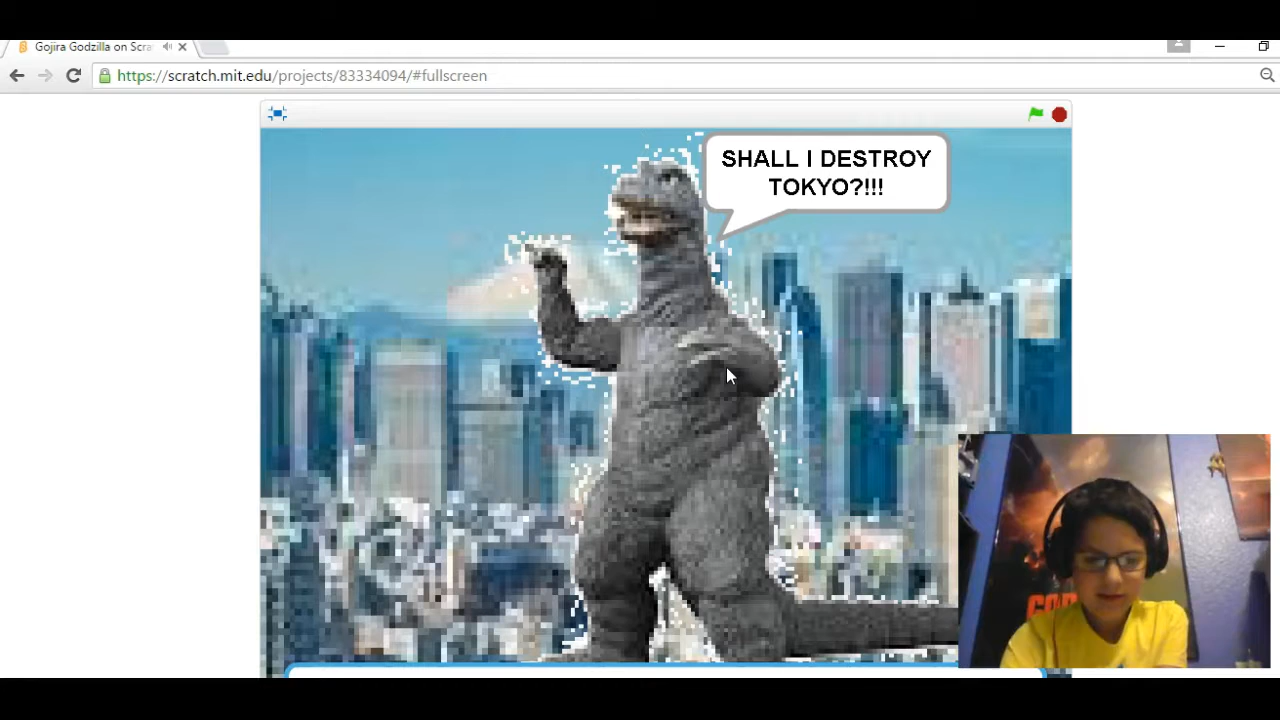 Gojira Godzilla on Scra
https://scratch.mit.edu/projects/83334094/#fullscreen
SHALL I DESTROY
TOKYO?!!!